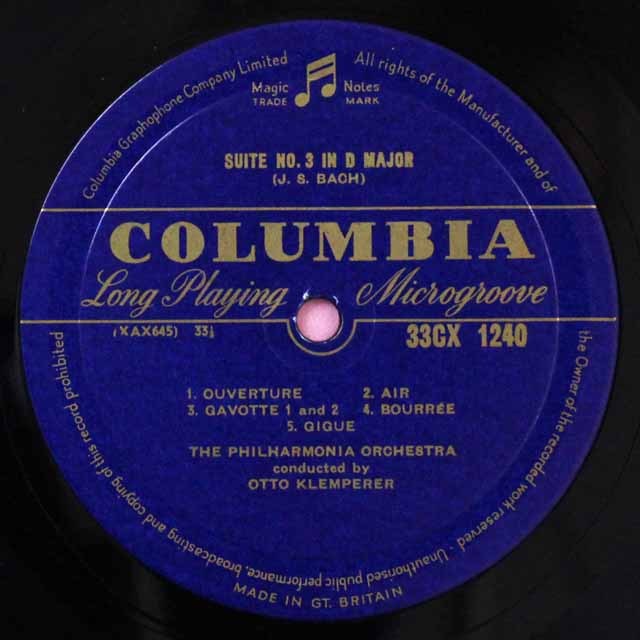 Columbia Graphophone Company Limited
All rights of the Manufacturer and of the Owner of the recorded work reserved · Unauthorised public performance, broadcasting and copying of this record prohibited
Magic Notes
TRADE MARK
SUITE NO. 3 IN D MAJOR
(J. S. BACH)
COLUMBIA
Long Playing Microgroove
(XAX645) 33⅓
33CX 1240
1. OUVERTURE 2. AIR
3. GAVOTTE 1 and 2 4. BOURRÉE
5. GIGUE
THE PHILHARMONIA ORCHESTRA
conducted by
OTTO KLEMPERER
MADE IN GT. BRITAIN